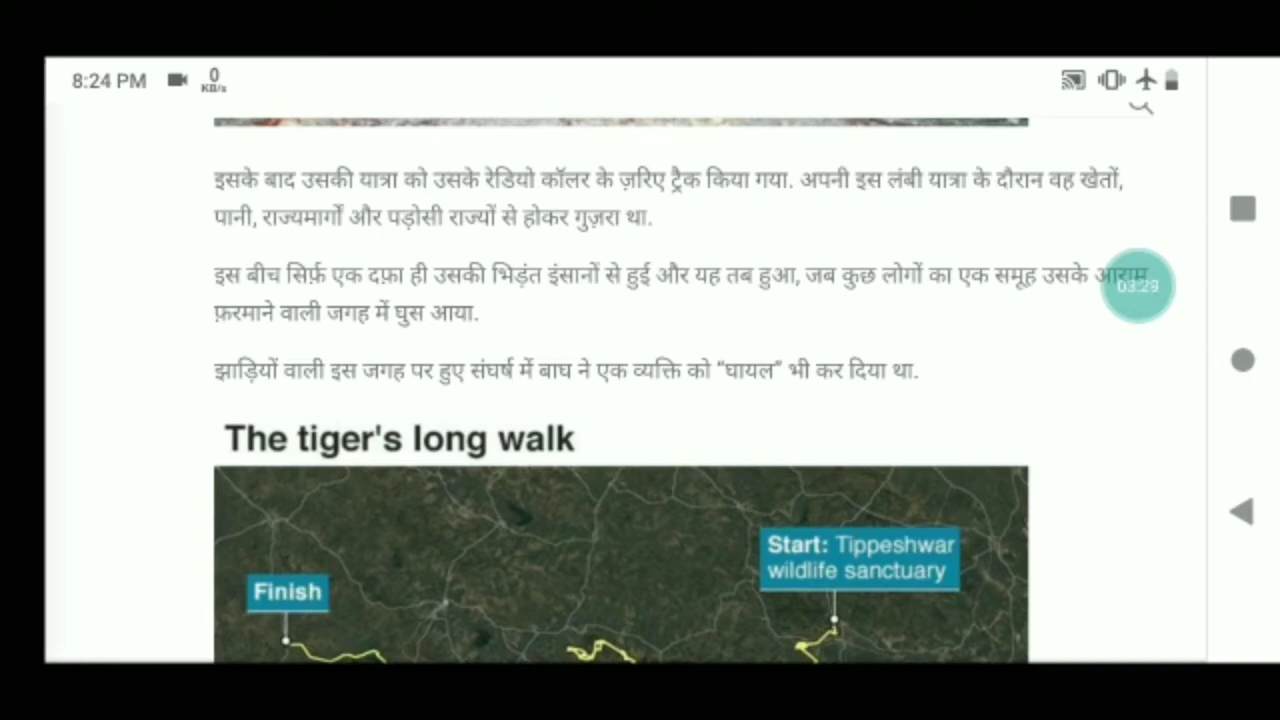 8:24 PM
0
KB/s
इसके बाद उसकी यात्रा को उसके रेडियो कॉलर के ज़रिए ट्रैक किया गया. अपनी इस लंबी यात्रा के दौरान वह खेतों,
पानी, राज्यमार्गों और पड़ोसी राज्यों से होकर गुज़रा था.
इस बीच सिर्फ़ एक दफ़ा ही उसकी भिड़ंत इंसानों से हुई और यह तब हुआ, जब कुछ लोगों का एक समूह उसके आराम
03:29
फ़रमाने वाली जगह में घुस आया.
झाड़ियों वाली इस जगह पर हुए संघर्ष में बाघ ने एक व्यक्ति को “घायल” भी कर दिया था.
The tiger's long walk
Start: Tippeshwar
wildlife sanctuary
Finish